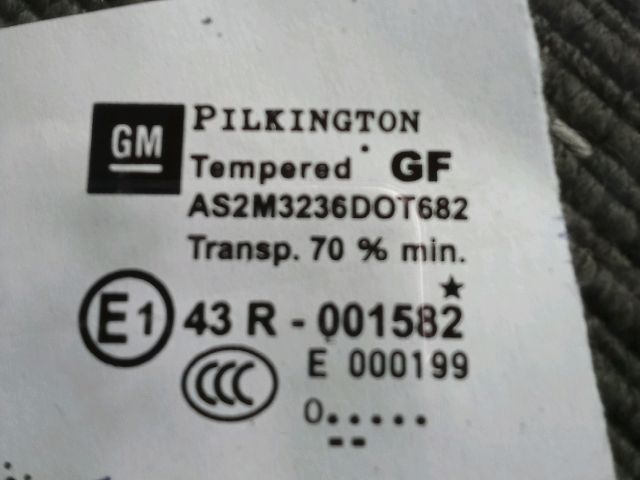 GM
PILKINGTON
Tempered GF
AS2M3236DOT682
Transp. 70 % min.
E1 43 R - 001582
CCC E 000199
0.....
--